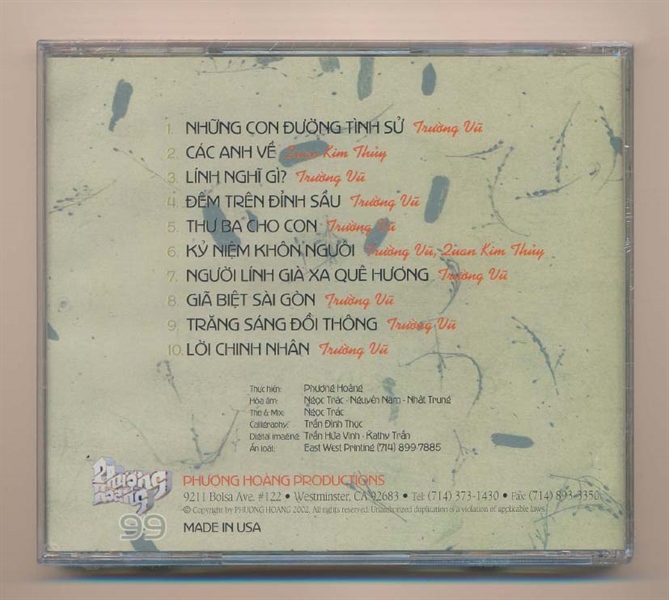 1. NHỮNG CON ĐƯỜNG TÌNH SỬ Trường Vũ
2. CÁC ANH VỀ Quan Kim Thủy
3. LÍNH NGHĨ GÌ? Trường Vũ
4. ĐÊM TRÊN ĐỈNH SẦU Trường Vũ
5. THƯ BA CHO CON Trường Vũ
6. KỶ NIỆM KHÔN NGƯỜI Trường Vũ, Quan Kim Thủy
7. NGƯỜI LÍNH GIÀ XA QUÊ HƯƠNG Trường Vũ
8. GIÃ BIỆT SÀI GÒN Trường Vũ
9. TRĂNG SÁNG ĐỒI THÔNG Trường Vũ
10. LỜI CHINH NHÂN Trường Vũ
Thực hiện: Phượng Hoàng
Hòa âm: Ngọc Trác - Nguyên Nam - Nhật Trung
Thu & Mix: Ngọc Trác
Calligraphy: Trần Đình Thục
Digital imaging: Trần Hữu Vinh - Kathy Trần
Ấn loát: East West Printing (714) 899-7885
Phượng Hoàng
99
PHƯỢNG HOÀNG PRODUCTIONS
9211 Bolsa Ave. #122 • Westminster, CA 92683 • Tel (714) 373-1430 • Fax (714) 893-3350
© Copyright by PHƯỢNG HOÀNG 2002. All rights reserved. Unauthorized duplication is a violation of applicable laws.
MADE IN USA